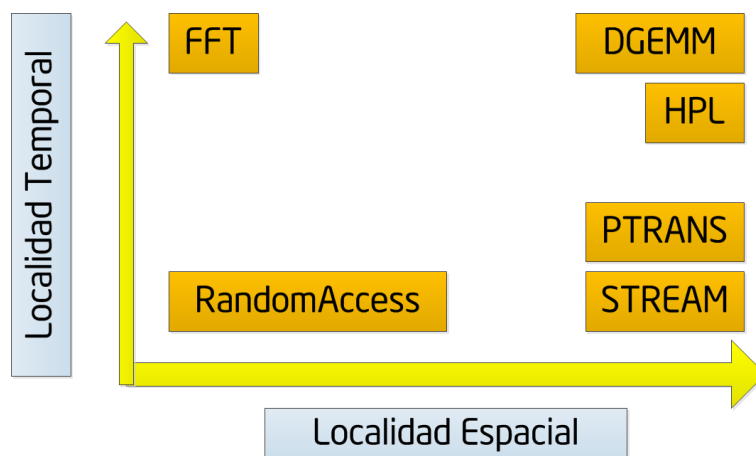 Localidad Temporal
FFT
DGEMM
HPL
PTRANS
RandomAccess
STREAM
Localidad Espacial